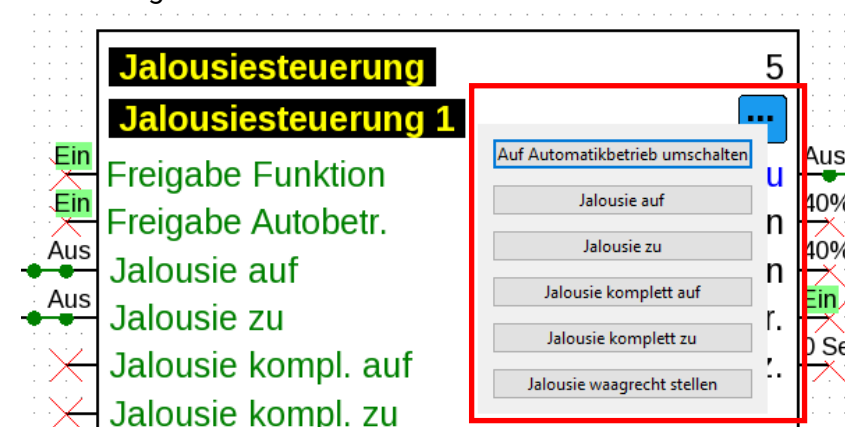 Jalousiesteuerung 5
Jalousiesteuerung 1 ...
Ein Freigabe Funktion Auf Automatikbetrieb umschalten u Aus
Ein Freigabe Autobetr. Jalousie auf n 40%
Aus Jalousie auf Jalousie zu n 40%
Aus Jalousie zu Jalousie komplett auf r. Ein
Jalousie kompl. auf Jalousie komplett zu z. 0 Se
Jalousie kompl. zu Jalousie waagrecht stellen